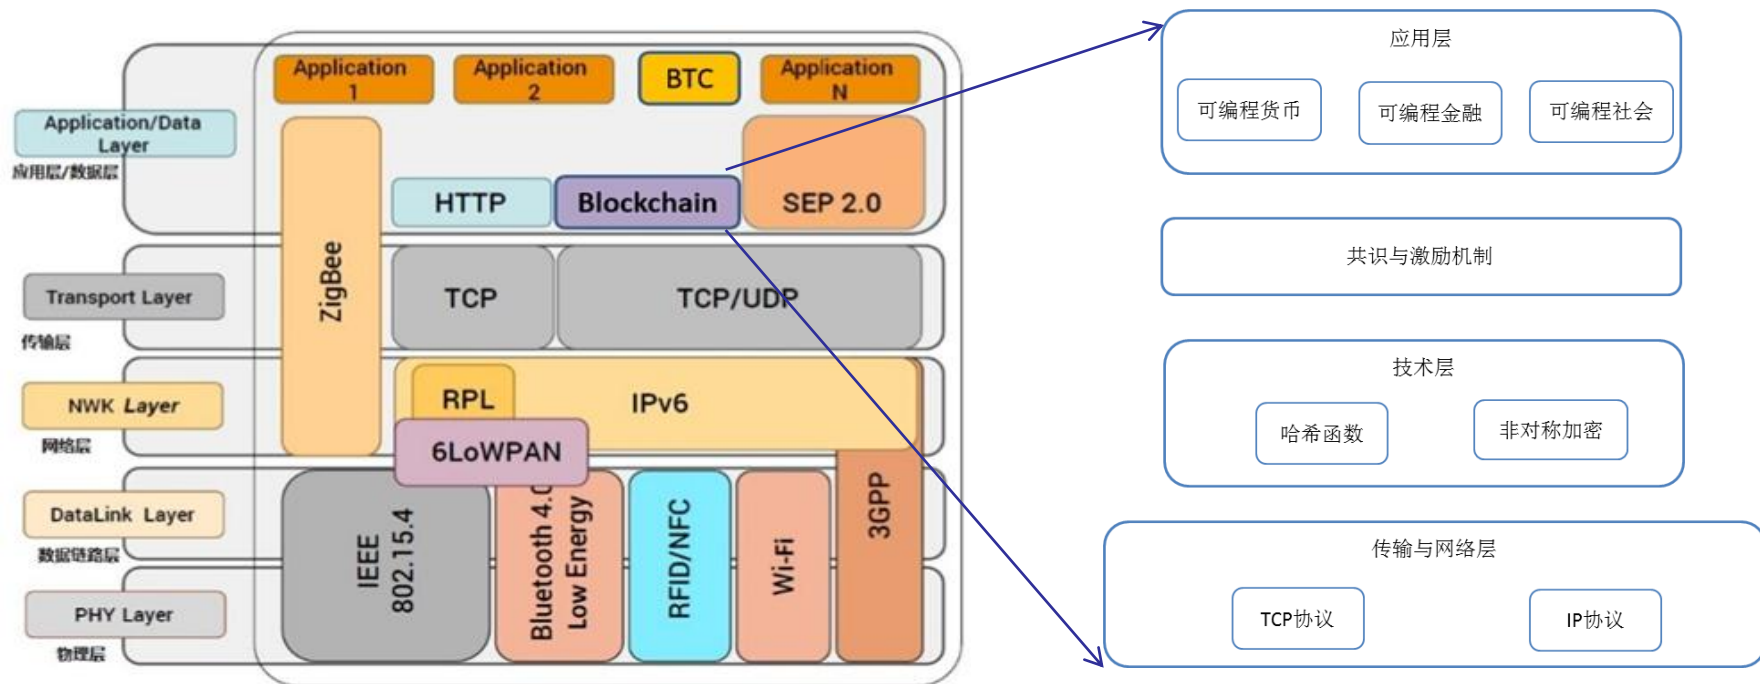 Application
1
Application
2
BTC
Application
N
Application/Data
Layer
应用层/数据层
HTTP
Blockchain
SEP 2.0
ZigBee
Transport Layer
传输层
TCP
TCP/UDP
NWK Layer
网络层
RPL
IPv6
6LoWPAN
DataLink Layer
数据链路层
PHY Layer
物理层
IEEE
802.15.4
Bluetooth 4.0
Low Energy
RFID/NFC
Wi-Fi
3GPP
应用层
可编程货币
可编程金融
可编程社会
共识与激励机制
技术层
哈希函数
非对称加密
传输与网络层
TCP协议
IP协议